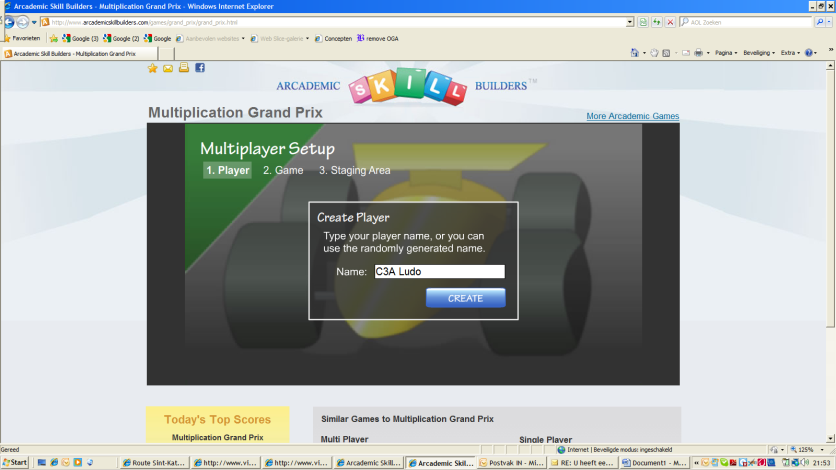 Arcademic Skill Builders - Multiplication Grand Prix - Windows Internet Explorer
http://www.arcademicskillbuilders.com/games/grand_prix/grand_prix.html
AOL Zoeken
Favorieten Google (3) Google (2) Google Aanbevolen websites Web Slice-galerie Concepten remove OGA
Arcademic Skill Builders - Multiplication Grand Prix
Pagina Beveiliging Extra
ARCADEMIC SKILL BUILDERS TM
Multiplication Grand Prix
More Arcademic Games
Multiplayer Setup
1. Player 2. Game 3. Staging Area
Create Player
Type your player name, or you can
use the randomly generated name.
Name: C3A Ludo
CREATE
Today's Top Scores
Multiplication Grand Prix
Similar Games to Multiplication Grand Prix
Multi Player Single Player
Gereed
Internet | Beveiligde modus: ingeschakeld
125%
Start
Route Sint-Kat... http://www.vi... http://www.vi... Arcademic Skill... Arcademic Skil... Postvak IN - Mi... RE: U heeft ee... Document1 - M...
21:53